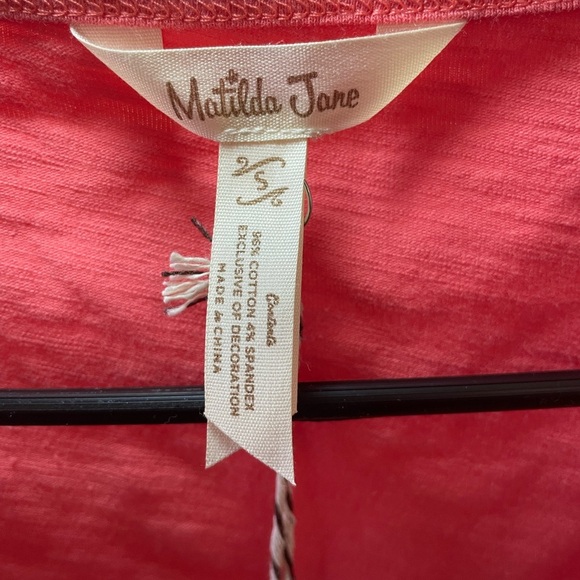 Matilda Jane
S
Contents
96% COTTON 4% SPANDEX
EXCLUSIVE OF DECORATION
MADE in CHINA